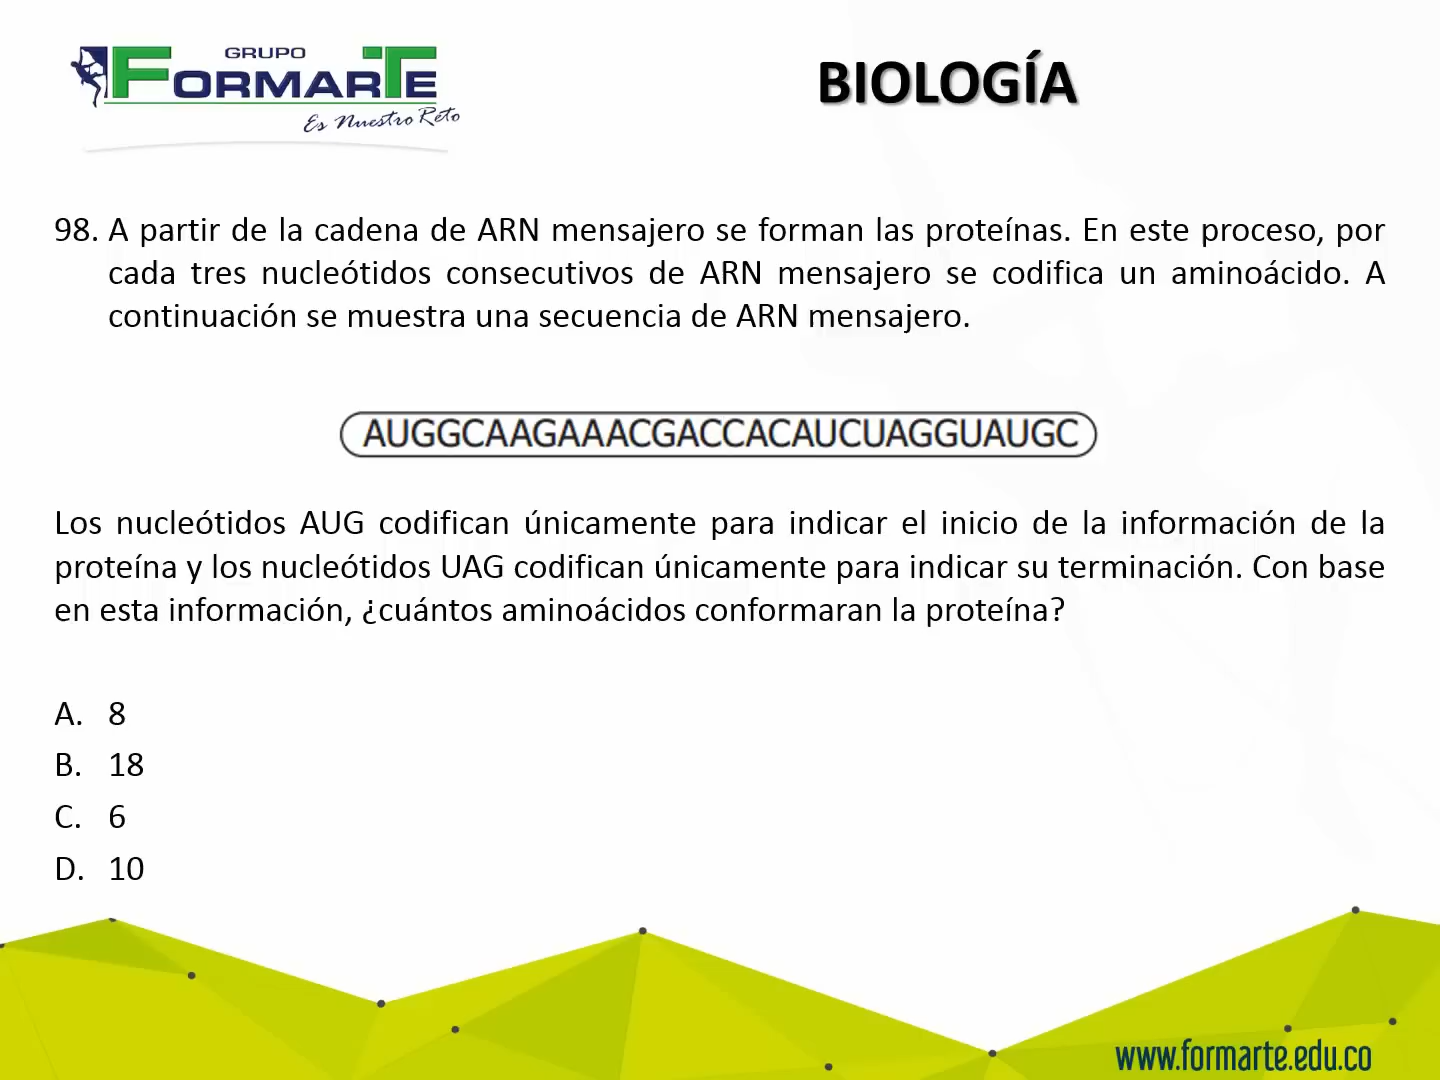 GRUPO
FORMARTE
Es Nuestro Reto
BIOLOGÍA
98. A partir de la cadena de ARN mensajero se forman las proteínas. En este proceso, por
cada tres nucleótidos consecutivos de ARN mensajero se codifica un aminoácido. A
continuación se muestra una secuencia de ARN mensajero.
AUGGCAAGAAACGACCACAUCUAGGUAUGC
Los nucleótidos AUG codifican únicamente para indicar el inicio de la información de la
proteína y los nucleótidos UAG codifican únicamente para indicar su terminación. Con base
en esta información, ¿cuántos aminoácidos conformaran la proteína?
A. 8
B. 18
C. 6
D. 10
www.formarte.edu.co